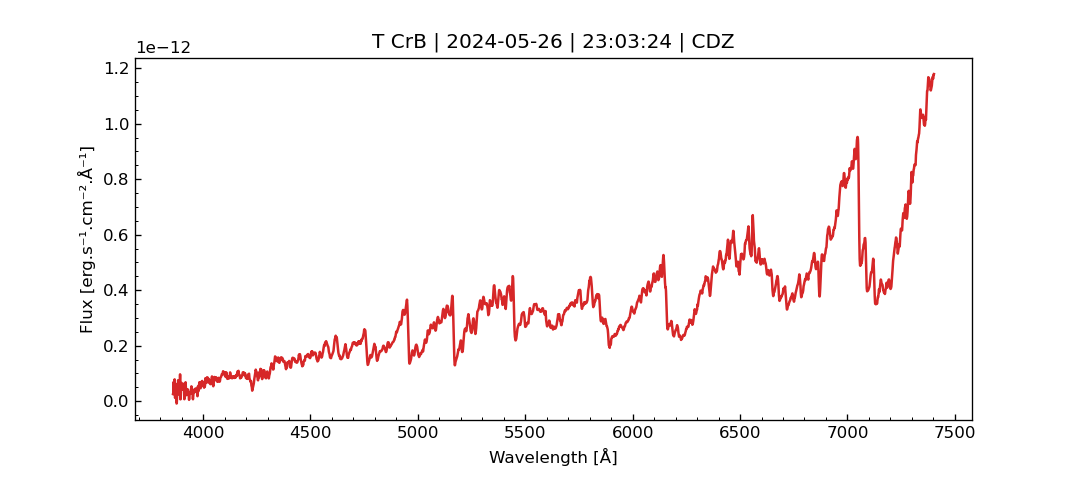 T CrB | 2024-05-26 | 23:03:24 | CDZ
1e−12
1.2
1.0
0.8
0.6
0.4
0.2
0.0
Flux [erg.s⁻¹.cm⁻².Å⁻¹]
4000 4500 5000 5500 6000 6500 7000 7500
Wavelength [Å]